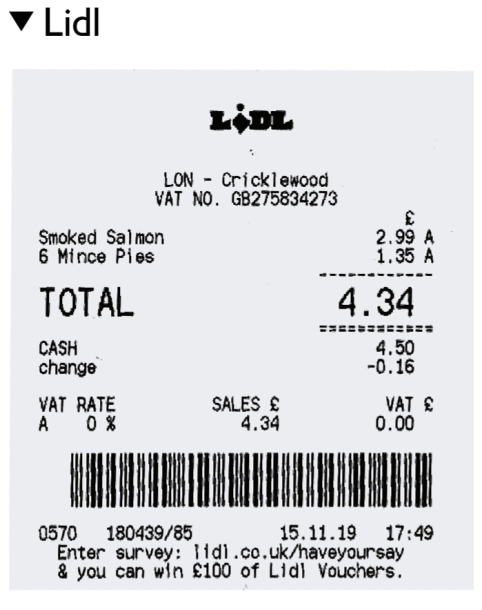 ▼ Lidl
LiDL
LON - Cricklewood
VAT NO. GB275834273
£
Smoked Salmon 2.99 A
6 Mince Pies 1.35 A
------------
TOTAL 4.34
============
CASH 4.50
change -0.16
VAT RATE SALES £ VAT £
A 0 % 4.34 0.00
0570 180439/85 15.11.19 17:49
Enter survey: lidl.co.uk/haveyoursay
& you can win £100 of Lidl Vouchers.